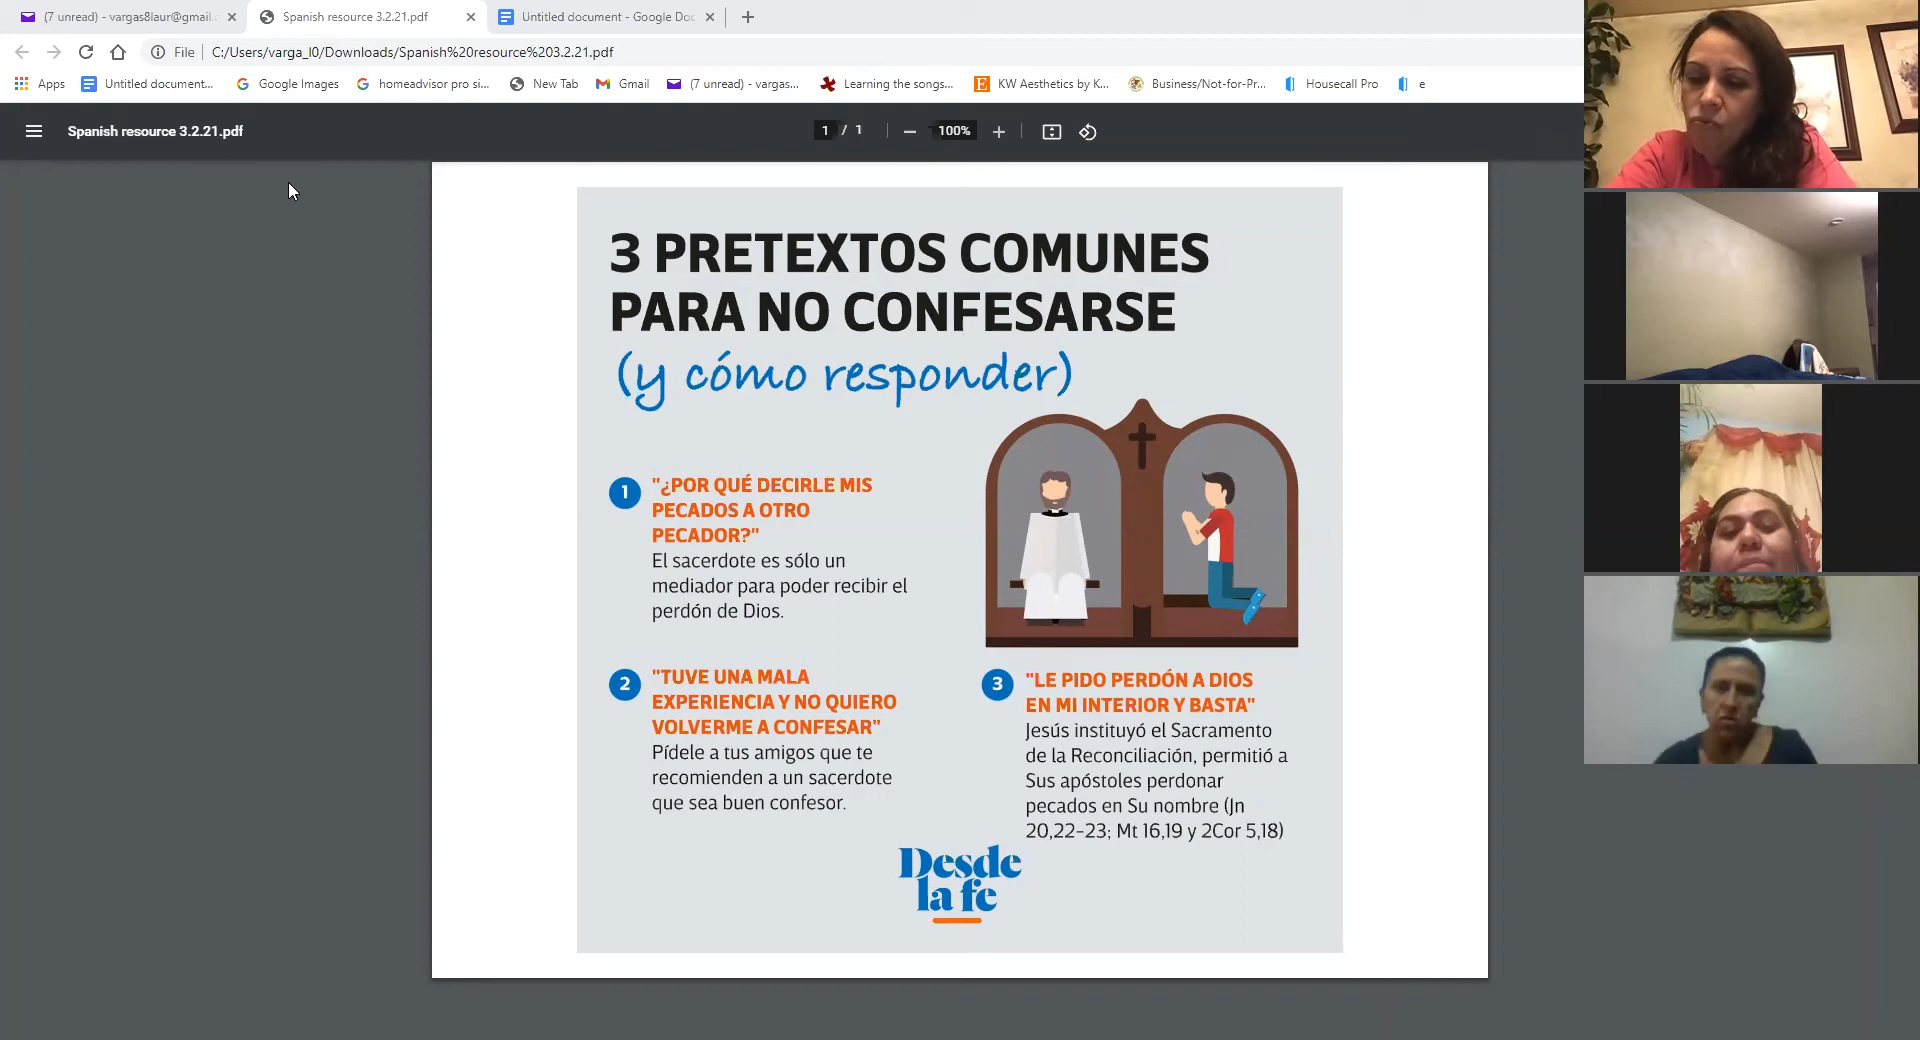 (7 unread) - vargas8laur@gmail.c
Spanish resource 3.2.21.pdf
Untitled document - Google Doc
File
C:/Users/varga_l0/Downloads/Spanish%20resource%203.2.21.pdf
Apps
Untitled document...
Google Images
homeadvisor pro si...
New Tab
Gmail
(7 unread) - vargas...
Learning the songs...
KW Aesthetics by K...
Business/Not-for-Pr...
Housecall Pro
e
Spanish resource 3.2.21.pdf
1 / 1
100%
3 PRETEXTOS COMUNES
PARA NO CONFESARSE
(y cómo responder)
1
"¿POR QUÉ DECIRLE MIS
PECADOS A OTRO
PECADOR?"
El sacerdote es sólo un
mediador para poder recibir el
perdón de Dios.
2
"TUVE UNA MALA
EXPERIENCIA Y NO QUIERO
VOLVERME A CONFESAR"
Pídele a tus amigos que te
recomienden a un sacerdote
que sea buen confesor.
3
"LE PIDO PERDÓN A DIOS
EN MI INTERIOR Y BASTA"
Jesús instituyó el Sacramento
de la Reconciliación, permitió a
Sus apóstoles perdonar
pecados en Su nombre (Jn
20,22-23; Mt 16,19 y 2Cor 5,18)
Desde
la fe